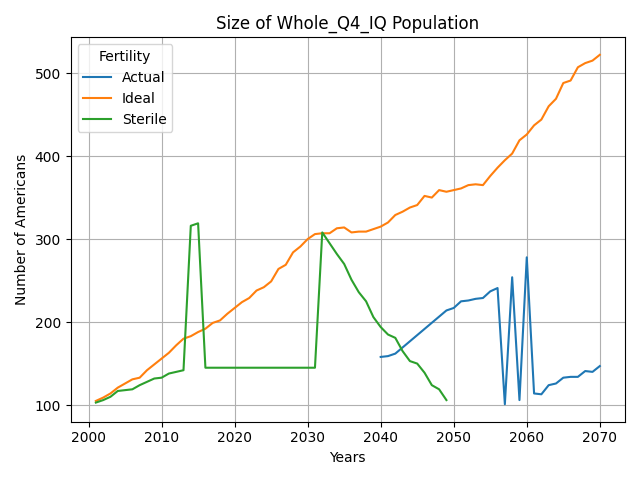 Size of Whole_Q4_IQ Population
Fertility
Actual
Ideal
Sterile
Number of Americans
500
400
300
200
100
2000 2010 2020 2030 2040 2050 2060 2070
Years